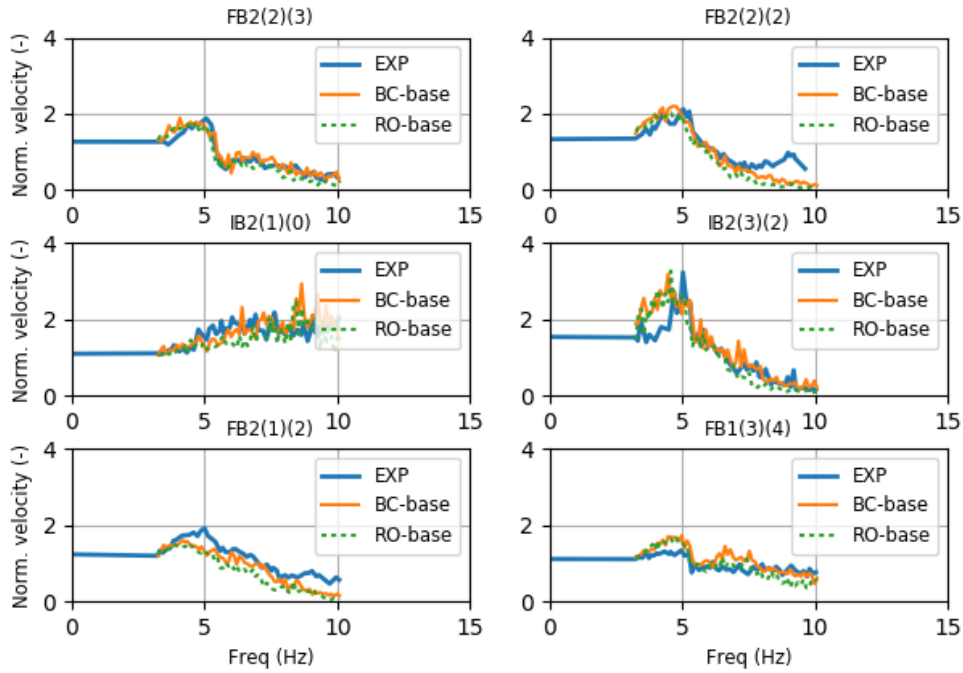 FB2(2)(3)
FB2(2)(2)
Norm. velocity (-)
4
2
0
EXP
BC-base
RO-base
0
5
10
15
4
2
0
EXP
BC-base
RO-base
0
5
10
15
IB2(1)(0)
IB2(3)(2)
4
2
0
EXP
BC-base
RO-base
0
5
10
15
4
2
0
EXP
BC-base
RO-base
0
5
10
15
FB2(1)(2)
FB1(3)(4)
Norm. velocity (-)
4
2
0
EXP
BC-base
RO-base
0
5
10
15
Freq (Hz)
4
2
0
EXP
BC-base
RO-base
0
5
10
15
Freq (Hz)
Norm. velocity (-)